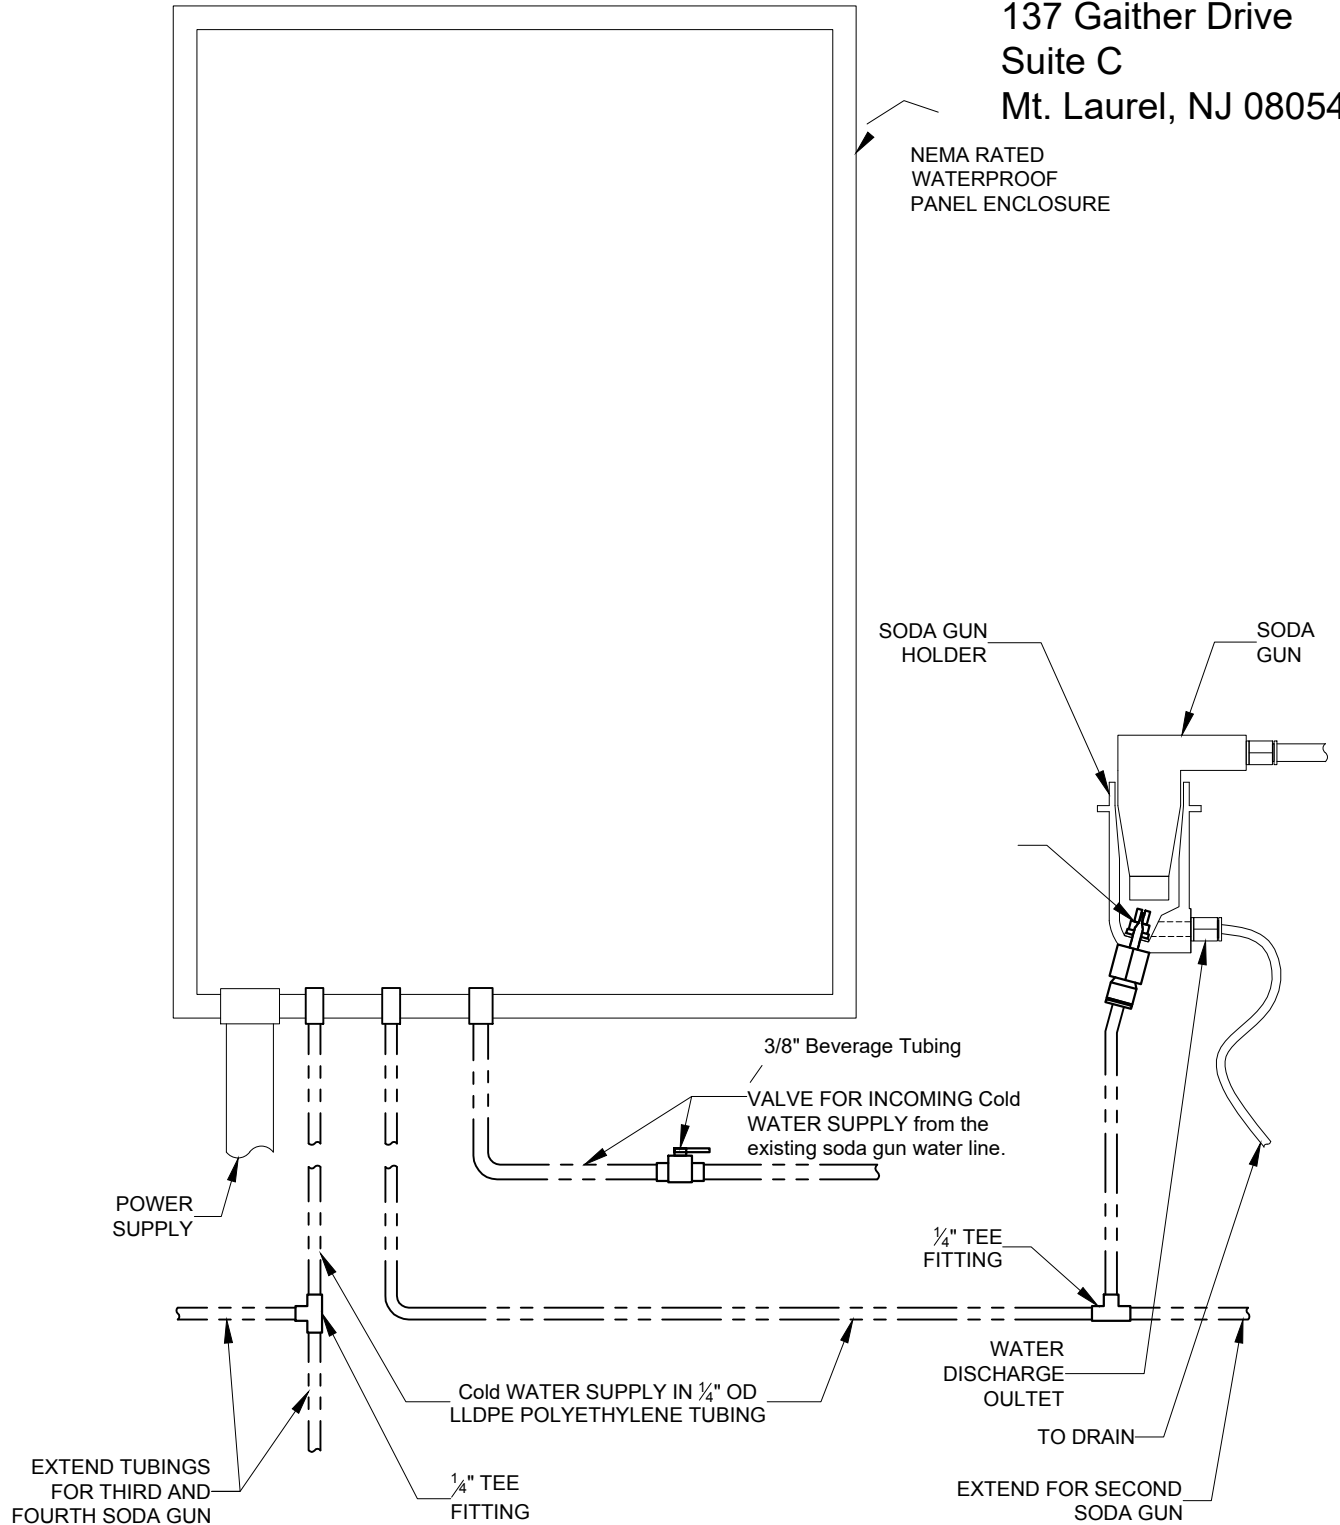 137 Gaither Drive
Suite C
Mt. Laurel, NJ 08054
NEMA RATED
WATERPROOF
PANEL ENCLOSURE
SODA GUN
HOLDER
SODA
GUN
3/8" Beverage Tubing
VALVE FOR INCOMING Cold
WATER SUPPLY from the
existing soda gun water line.
POWER
SUPPLY
1/4" TEE
FITTING
WATER
DISCHARGE
OULTET
Cold WATER SUPPLY IN 1/4" OD
LLDPE POLYETHYLENE TUBING
TO DRAIN
EXTEND TUBINGS
FOR THIRD AND
FOURTH SODA GUN
1/4" TEE
FITTING
EXTEND FOR SECOND
SODA GUN